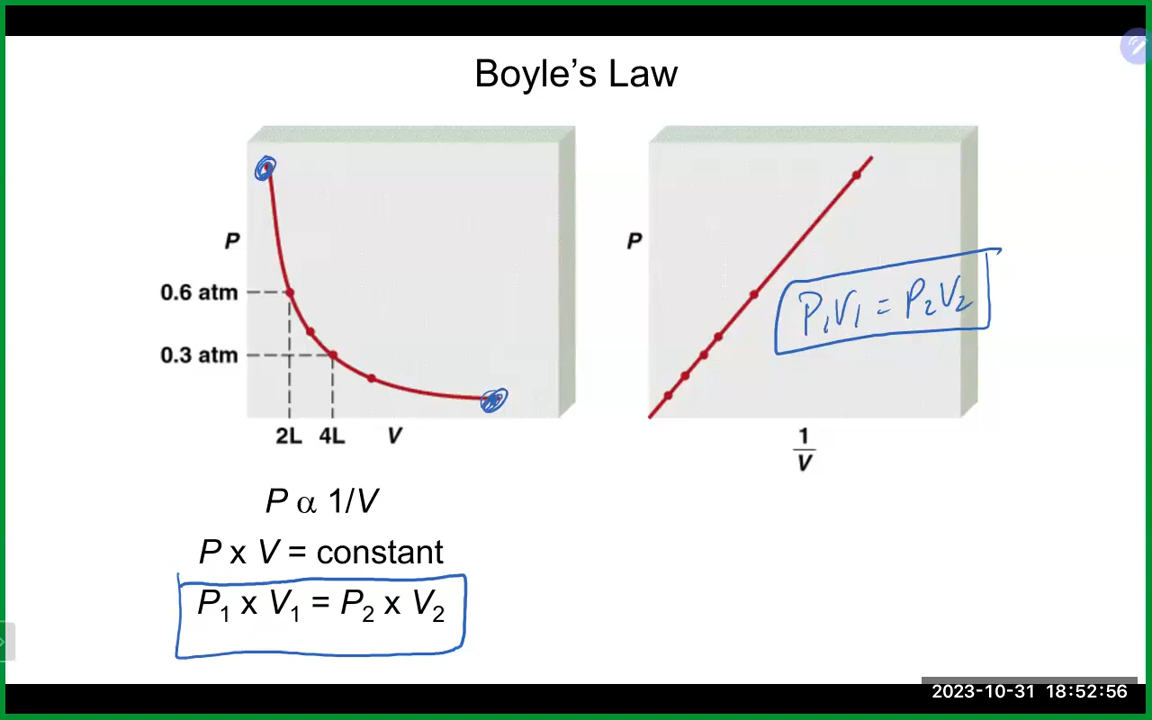 Boyle's Law
P
0.6 atm
0.3 atm
2L 4L V
P
P₁V₁ = P₂V₂
1
V
P α 1/V
P x V = constant
P₁ x V₁ = P₂ x V₂
2023-10-31 18:52:56